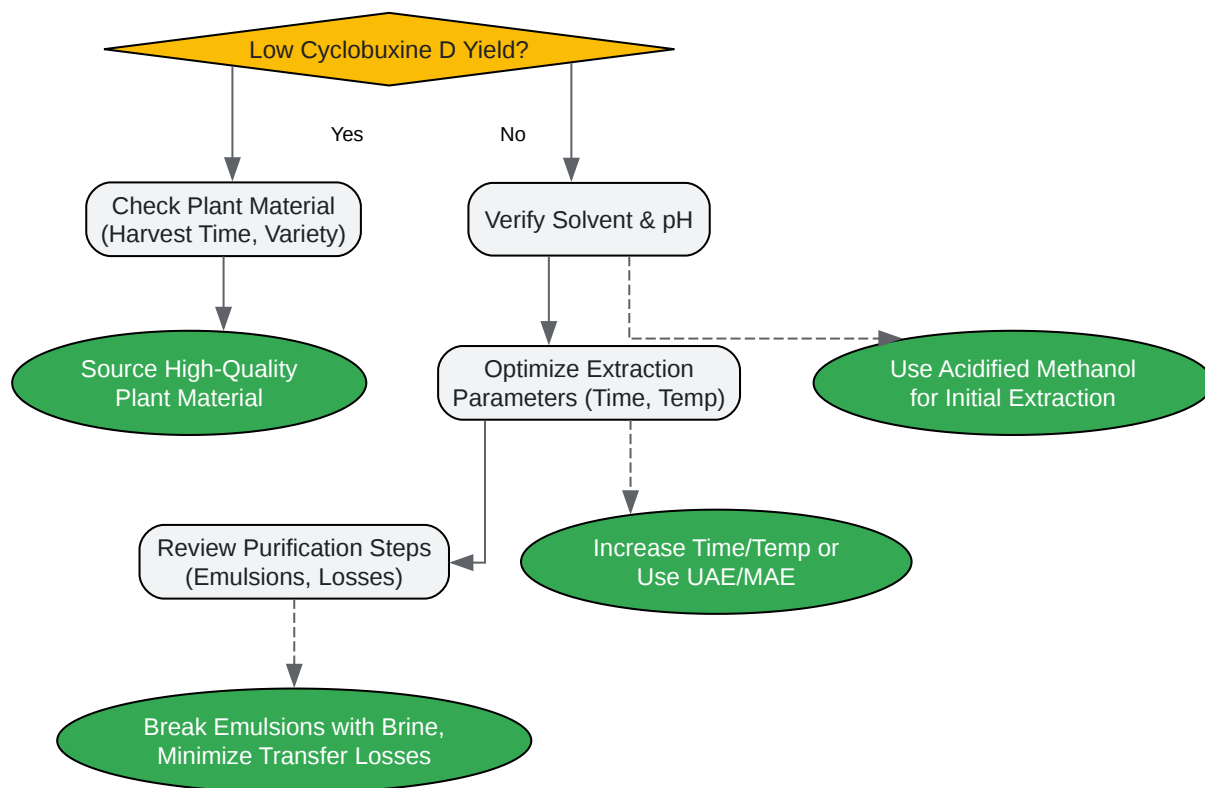 Low Cyclobuxine D Yield?
Yes
No
Check Plant Material
(Harvest Time, Variety)
Verify Solvent & pH
Source High-Quality
Plant Material
Optimize Extraction
Parameters (Time, Temp)
Use Acidified Methanol
for Initial Extraction
Review Purification Steps
(Emulsions, Losses)
Increase Time/Temp or
Use UAE/MAE
Break Emulsions with Brine,
Minimize Transfer Losses